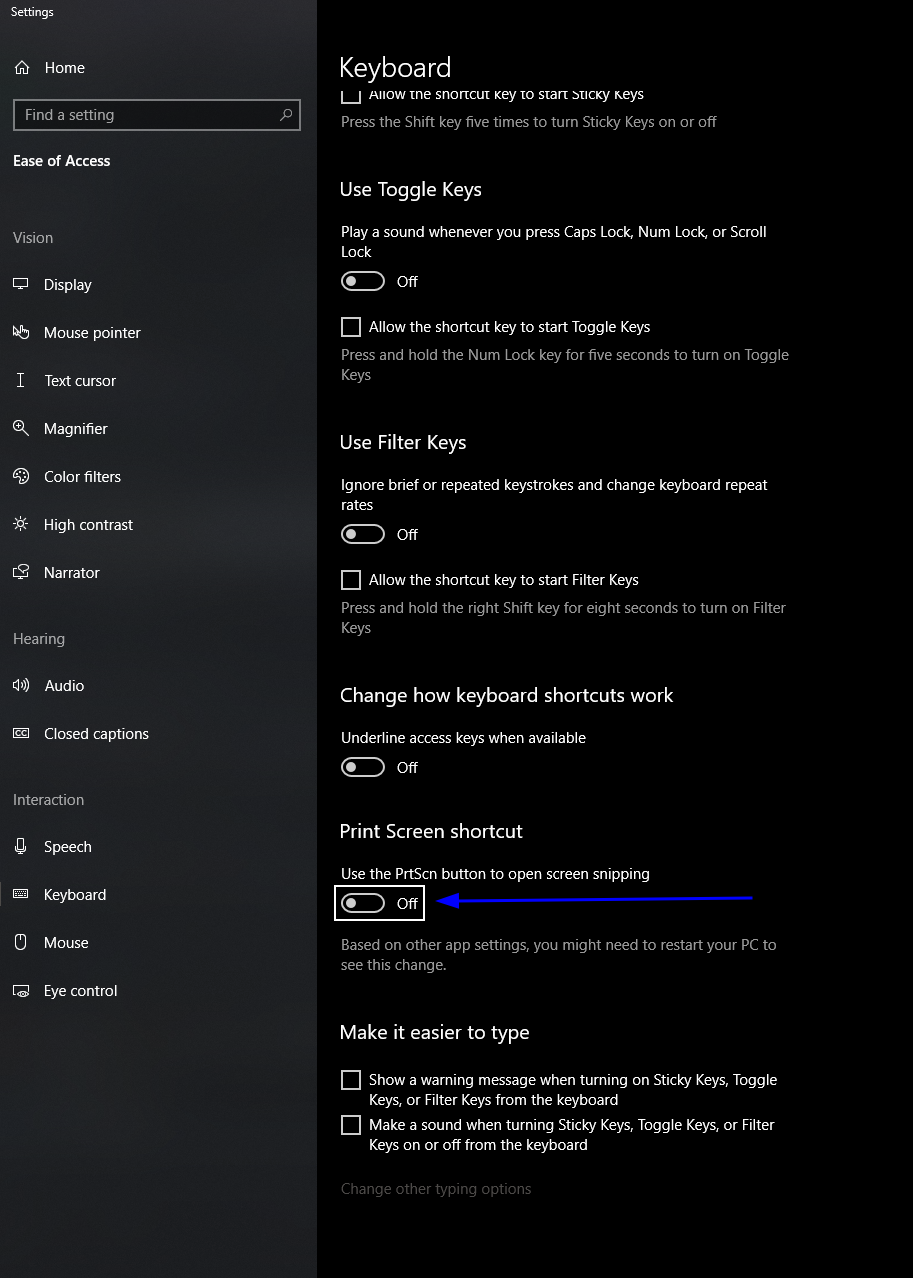 Settings
Home
Find a setting
Ease of Access
Vision
Display
Mouse pointer
Text cursor
Magnifier
Color filters
High contrast
Narrator
Hearing
Audio
Closed captions
Interaction
Speech
Keyboard
Mouse
Eye control
Keyboard
Allow the shortcut key to start Sticky Keys
Press the Shift key five times to turn Sticky Keys on or off
Use Toggle Keys
Play a sound whenever you press Caps Lock, Num Lock, or Scroll
Lock
Off
Allow the shortcut key to start Toggle Keys
Press and hold the Num Lock key for five seconds to turn on Toggle
Keys
Use Filter Keys
Ignore brief or repeated keystrokes and change keyboard repeat
rates
Off
Allow the shortcut key to start Filter Keys
Press and hold the right Shift key for eight seconds to turn on Filter
Keys
Change how keyboard shortcuts work
Underline access keys when available
Off
Print Screen shortcut
Use the PrtScn button to open screen snipping
Off
Based on other app settings, you might need to restart your PC to
see this change.
Make it easier to type
Show a warning message when turning on Sticky Keys, Toggle
Keys, or Filter Keys from the keyboard
Make a sound when turning Sticky Keys, Toggle Keys, or Filter
Keys on or off from the keyboard
Change other typing options